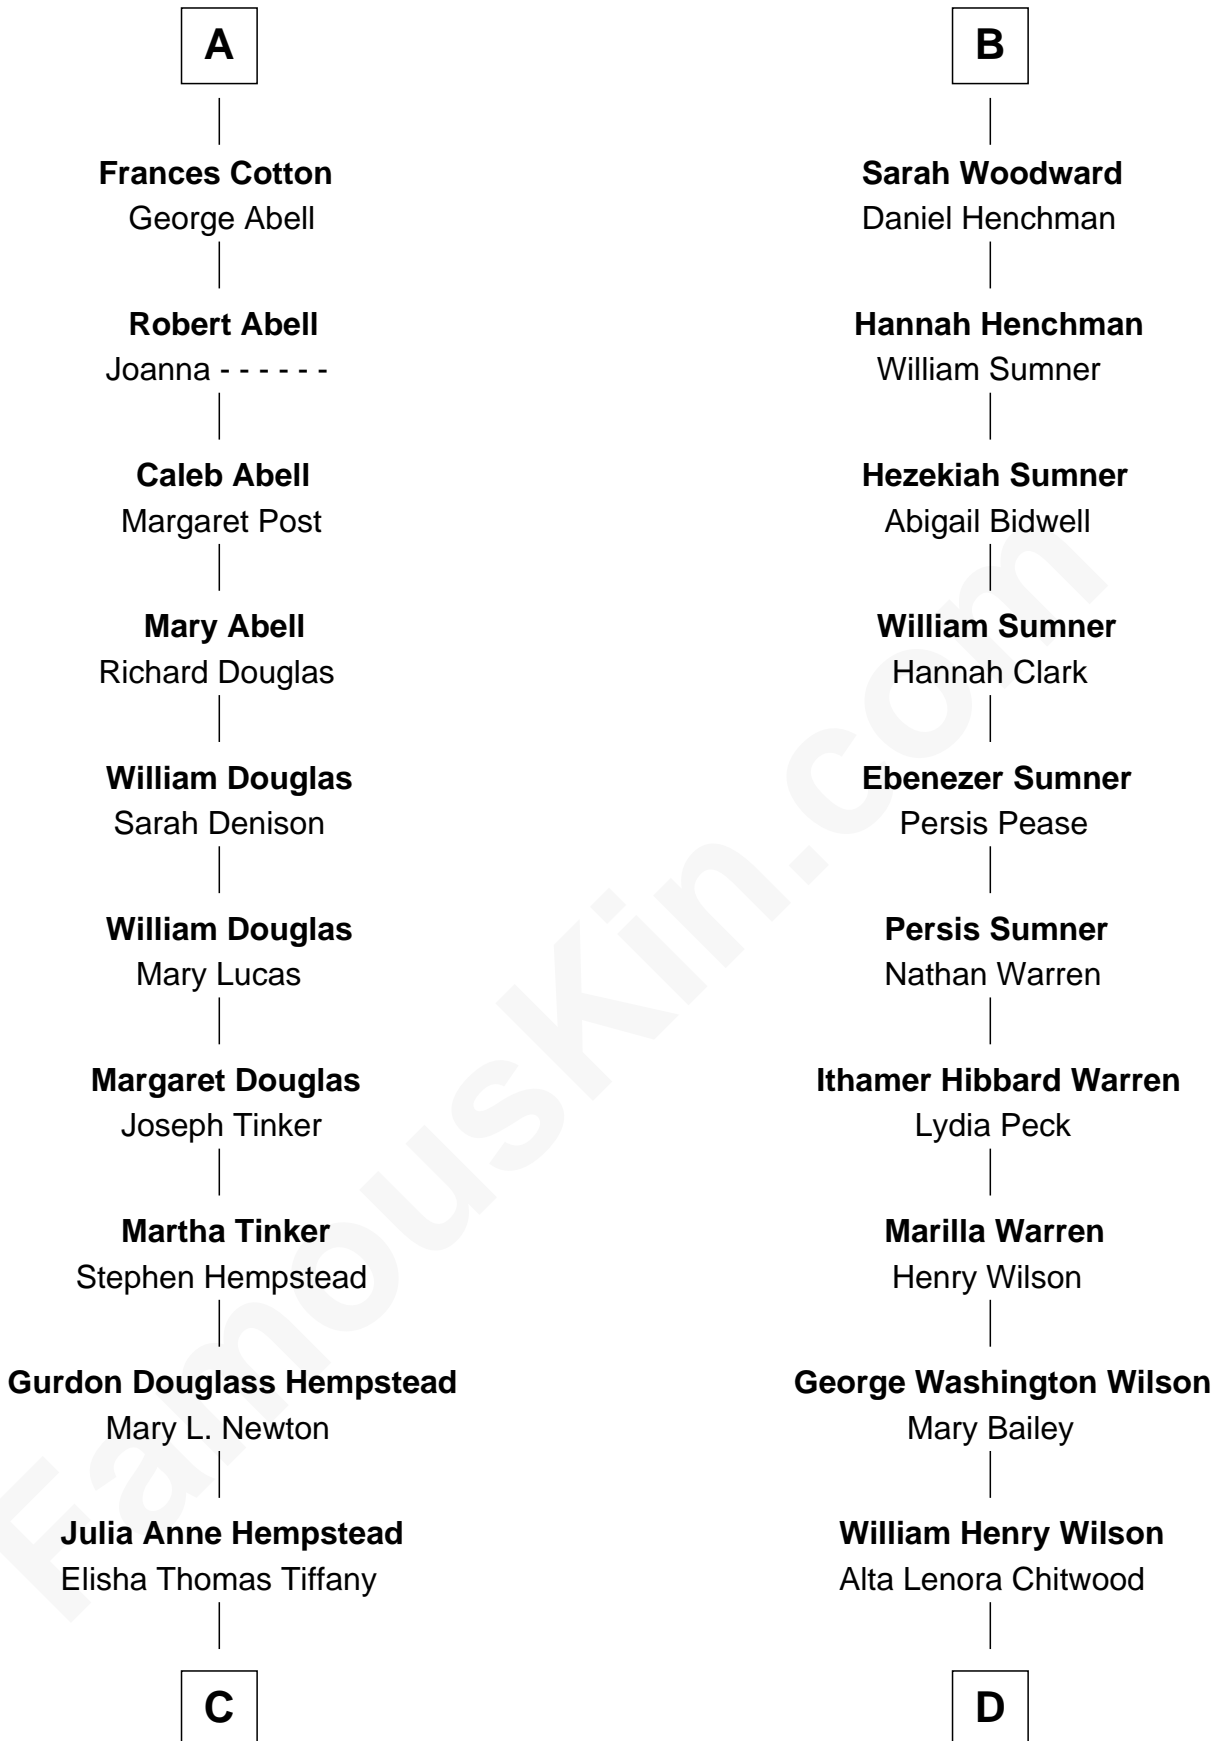 A
Frances Cotton
George Abell
Robert Abell
Joanna - - - - - -
Caleb Abell
Margaret Post
Mary Abell
Richard Douglas
William Douglas
Sarah Denison
William Douglas
Mary Lucas
Margaret Douglas
Joseph Tinker
Martha Tinker
Stephen Hempstead
Gurdon Douglass Hempstead
Mary L. Newton
Julia Anne Hempstead
Elisha Thomas Tiffany
C
B
Sarah Woodward
Daniel Henchman
Hannah Henchman
William Sumner
Hezekiah Sumner
Abigail Bidwell
William Sumner
Hannah Clark
Ebenezer Sumner
Persis Pease
Persis Sumner
Nathan Warren
Ithamer Hibbard Warren
Lydia Peck
Marilla Warren
Henry Wilson
George Washington Wilson
Mary Bailey
William Henry Wilson
Alta Lenora Chitwood
D
FamousKin.com